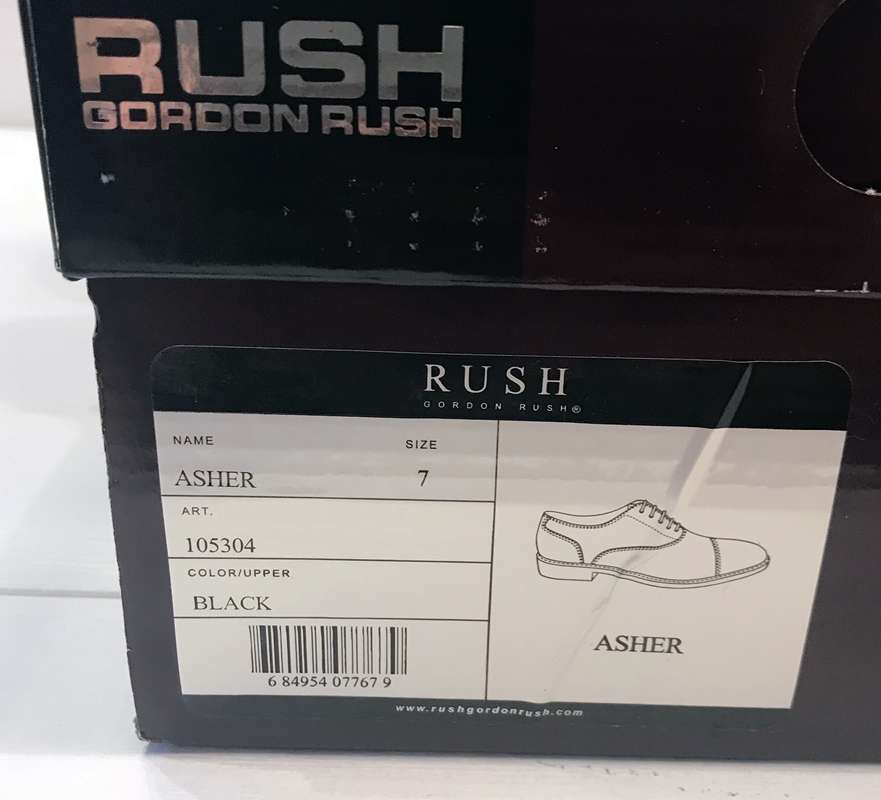 RUSH
GORDON RUSH
RUSH
GORDON RUSH®
NAME SIZE
ASHER 7
ART.
105304
COLOR/UPPER
BLACK
6 84954 07767 9
ASHER
www.rushgordonrush.com